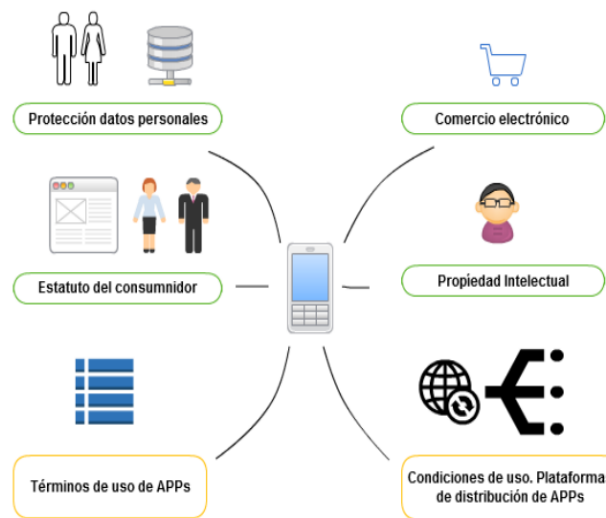 Protección datos personales
Comercio electrónico
Estatuto del consumnidor
Propiedad Intelectual
Términos de uso de APPs
Condiciones de uso. Plataformas
de distribución de APPs